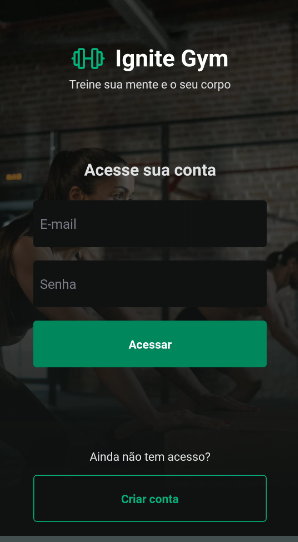 Ignite Gym
Treine sua mente e o seu corpo
Acesse sua conta
E-mail
Senha
Acessar
Ainda não tem acesso?
Criar conta